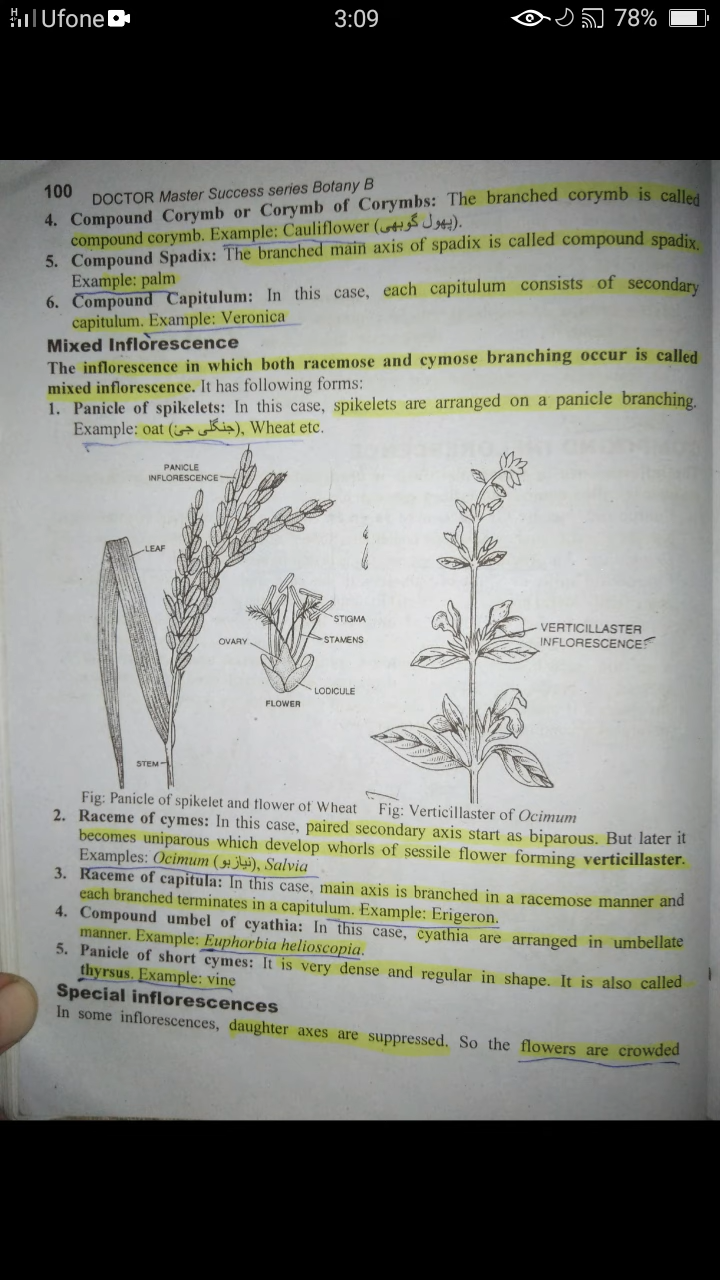 Ufone
3:09
78%
100 DOCTOR Master Success series Botany B
4. Compound Corymb or Corymb of Corymbs: The branched corymb is called
compound corymb. Example: Cauliflower (پھول گوبھی).
5. Compound Spadix: The branched main axis of spadix is called compound spadix.
Example: palm
6. Compound Capitulum: In this case, each capitulum consists of secondary
capitulum. Example: Veronica
Mixed Inflorescence
The inflorescence in which both racemose and cymose branching occur is called
mixed inflorescence. It has following forms:
1. Panicle of spikelets: In this case, spikelets are arranged on a panicle branching.
Example: oat (جنگلی جئ), Wheat etc.
PANICLE
INFLORESCENCE
LEAF
STIGMA
STAMENS
OVARY
LODICULE
FLOWER
STEM
VERTICILLASTER
INFLORESCENCE
Fig: Panicle of spikelet and flower of Wheat
Fig: Verticillaster of Ocimum
2. Raceme of cymes: In this case, paired secondary axis start as biparous. But later it
becomes uniparous which develop whorls of sessile flower forming verticillaster.
Examples: Ocimum (نیاز بو), Salvia
3. Raceme of capitula: In this case, main axis is branched in a racemose manner and
each branched terminates in a capitulum. Example: Erigeron.
4. Compound umbel of cyathia: In this case, cyathia are arranged in umbellate
manner. Example: Euphorbia helioscopia.
5. Panicle of short cymes: It is very dense and regular in shape. It is also called
thyrsus. Example: vine
Special inflorescences
In some inflorescences, daughter axes are suppressed. So the flowers are crowded